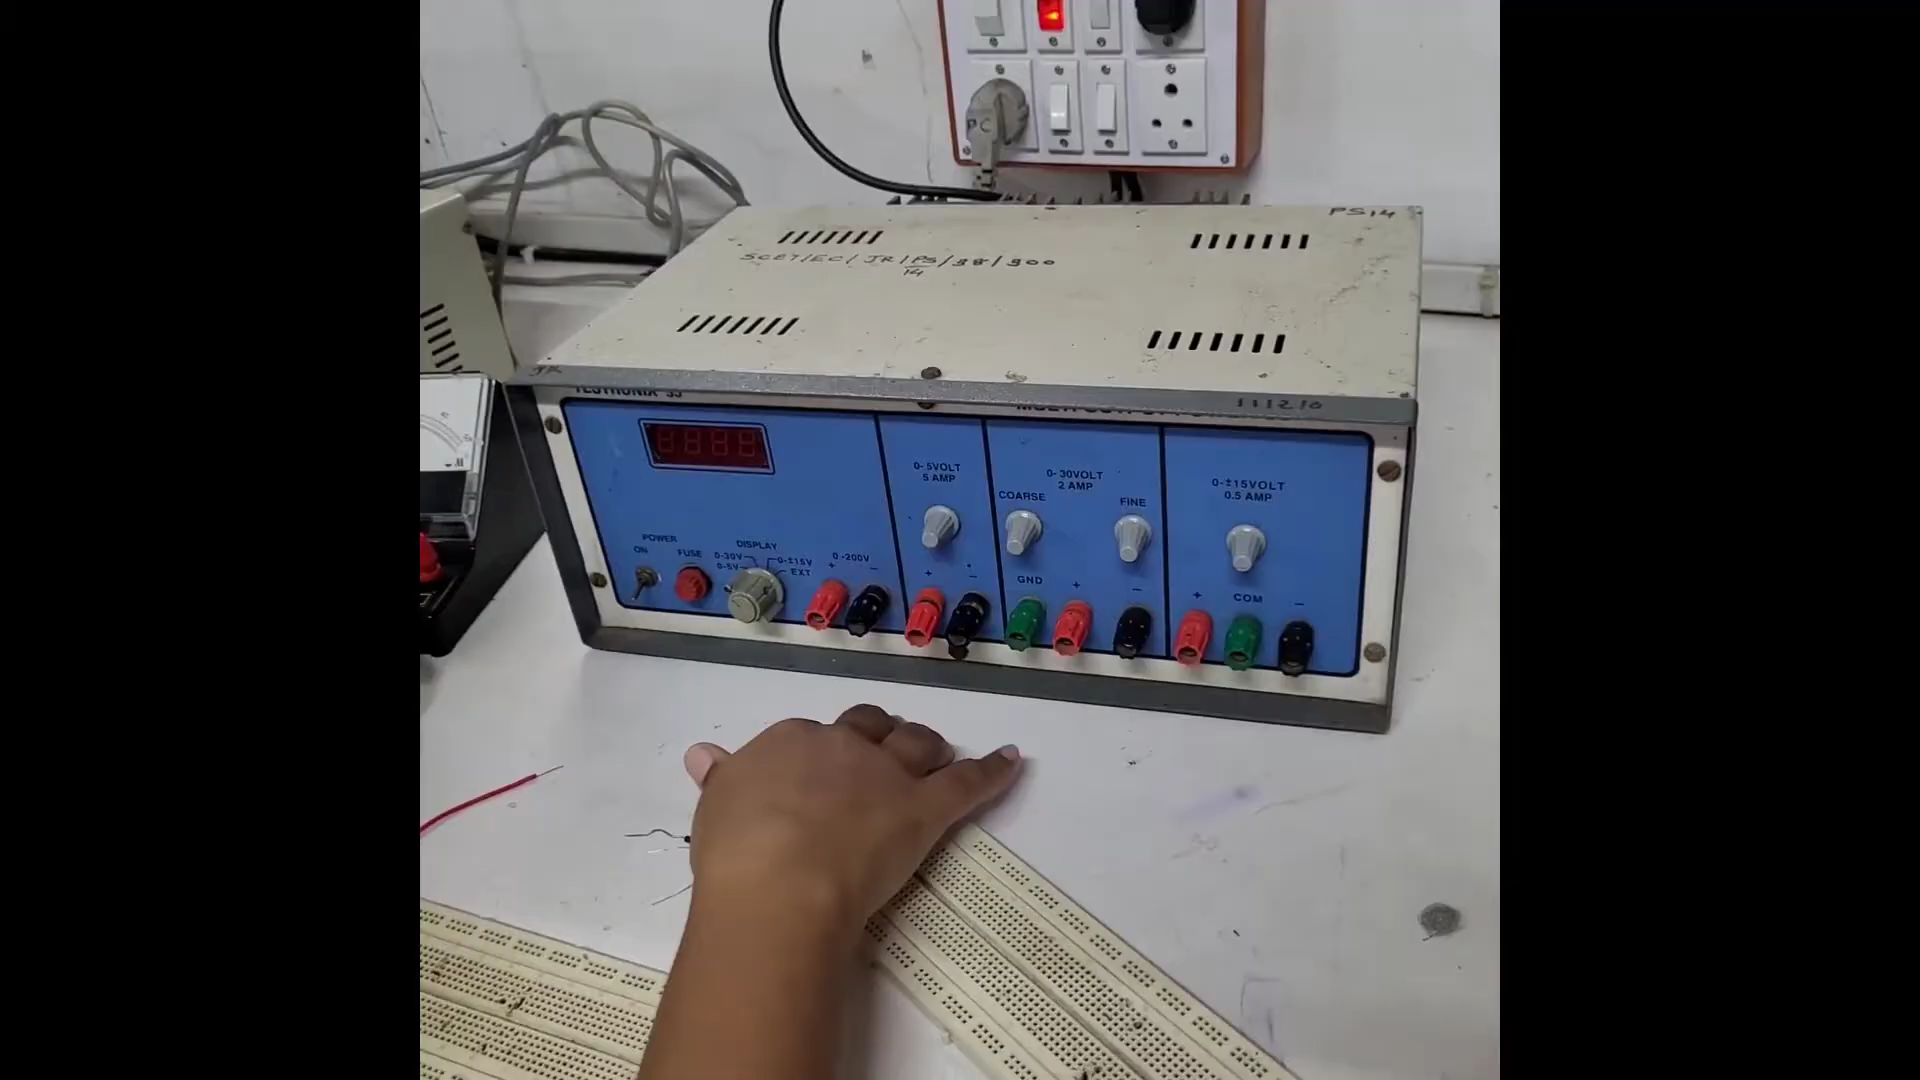 PC
PS14
SCET/EC/JR/PS/38/300
14
JR
111210
0-5VOLT
5 AMP
0-30VOLT
2 AMP
COARSE
FINE
0-±15VOLT
0.5 AMP
POWER
ON
FUSE
DISPLAY
0-30V
0-±15V
0-5V
EXT
0-200V
+ -
+ -
GND + -
+ COM -